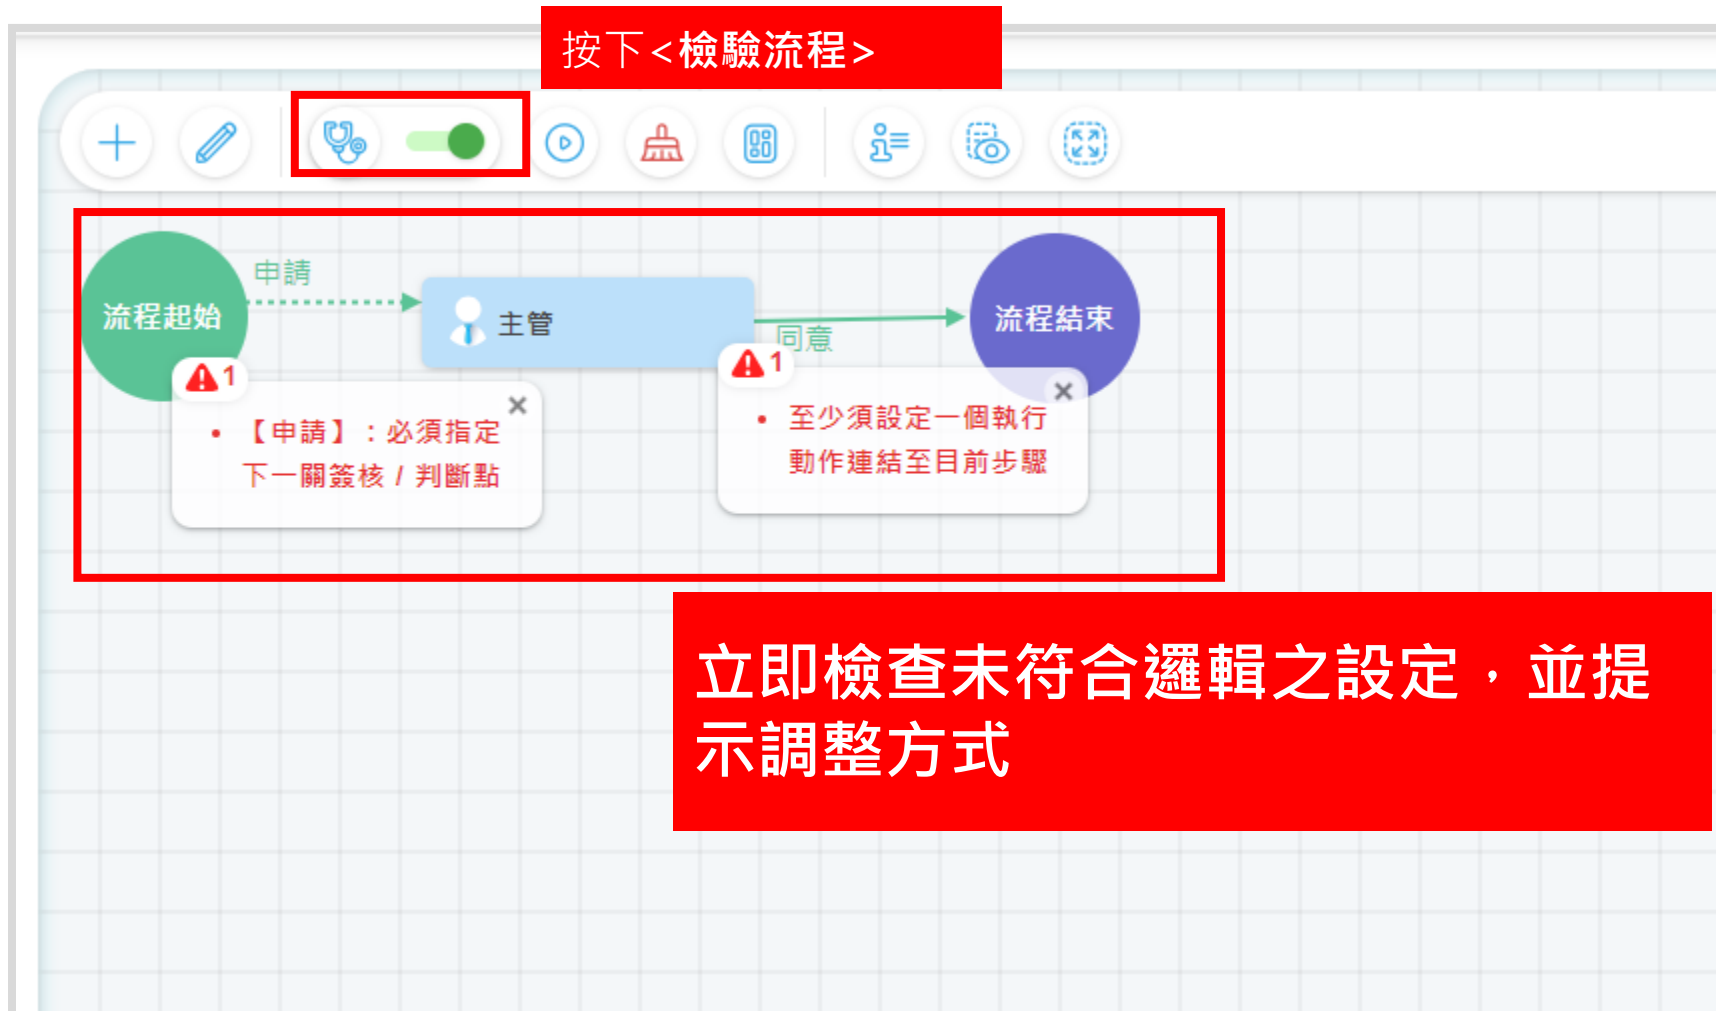 按下<檢驗流程>
申請
流程起始
主管
同意
流程結束
1
【申請】：必須指定
下一關簽核 / 判斷點
1
至少須設定一個執行
動作連結至目前步驟
立即檢查未符合邏輯之設定，並提
示調整方式